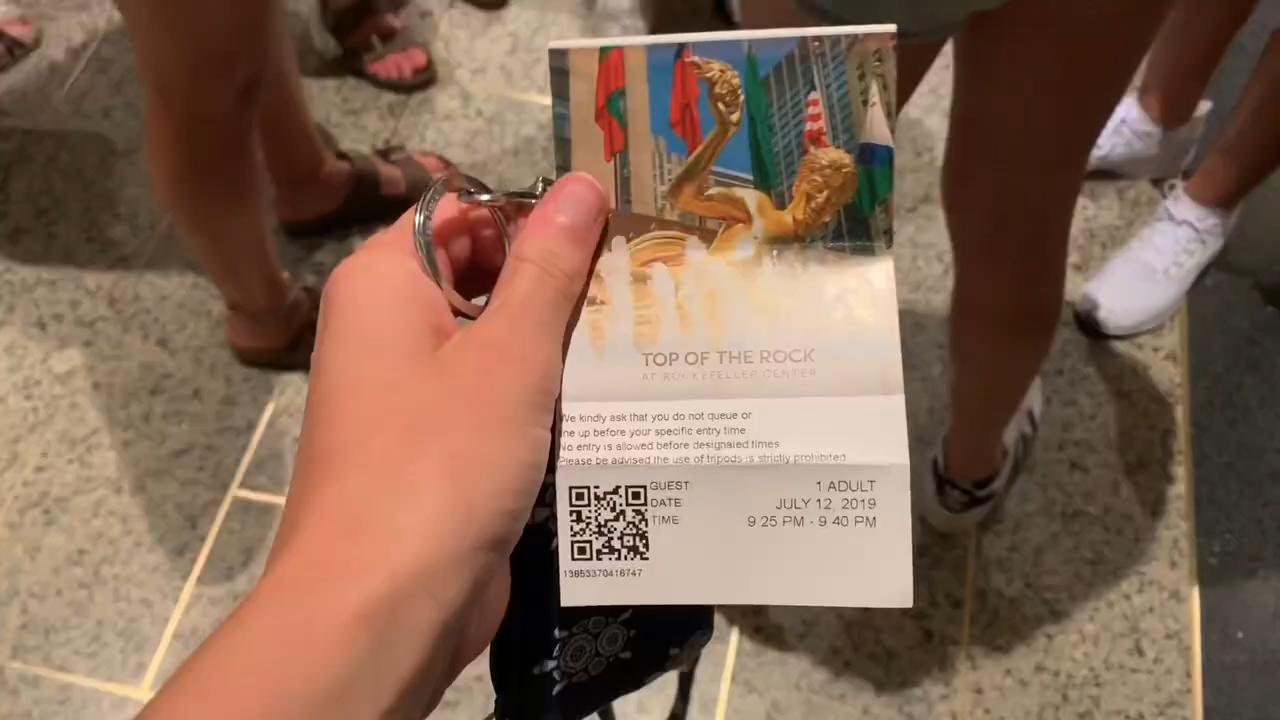 TOP OF THE ROCK
AT ROCKEFELLER CENTER
We kindly ask that you do not queue or
ine up before your specific entry time
No entry is allowed before designated times
Please be advised the use of tripods is strictly prohibited
GUEST: 1 ADULT
DATE: JULY 12, 2019
TIME 9 25 PM - 9 40 PM
13853370416747